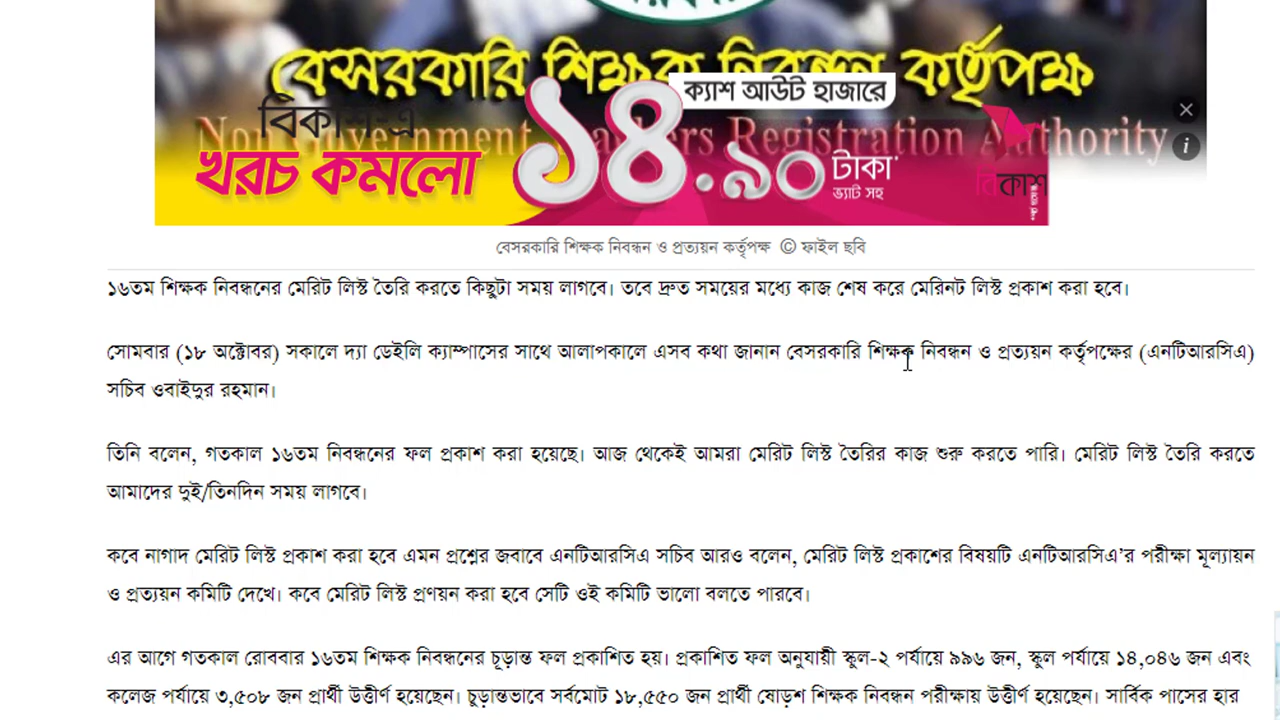 বেসরকারি শিক্ষক নিবন্ধন কর্তৃপক্ষ
ক্যাশ আউট হাজারে
বিকাশ-এ
Non Government Teachers Registration Authority
খরচ কমলো
১৪.৯০ টাকা
ভ্যাট সহ
বিকাশ
বেসরকারি শিক্ষক নিবন্ধন ও প্রত্যয়ন কর্তৃপক্ষ © ফাইল ছবি
১৬তম শিক্ষক নিবন্ধনের মেরিট লিস্ট তৈরি করতে কিছুটা সময় লাগবে। তবে দ্রুত সময়ের মধ্যে কাজ শেষ করে মেরিনট লিস্ট প্রকাশ করা হবে।
সোমবার (১৮ অক্টোবর) সকালে দ্যা ডেইলি ক্যাম্পাসের সাথে আলাপকালে এসব কথা জানান বেসরকারি শিক্ষক নিবন্ধন ও প্রত্যয়ন কর্তৃপক্ষের (এনটিআরসিএ)
সচিব ওবাইদুর রহমান।
তিনি বলেন, গতকাল ১৬তম নিবন্ধনের ফল প্রকাশ করা হয়েছে। আজ থেকেই আমরা মেরিট লিস্ট তৈরির কাজ শুরু করতে পারি। মেরিট লিস্ট তৈরি করতে
আমাদের দুই/তিনদিন সময় লাগবে।
কবে নাগাদ মেরিট লিস্ট প্রকাশ করা হবে এমন প্রশ্নের জবাবে এনটিআরসিএ সচিব আরও বলেন, মেরিট লিস্ট প্রকাশের বিষয়টি এনটিআরসিএ’র পরীক্ষা মূল্যায়ন
ও প্রত্যয়ন কমিটি দেখে। কবে মেরিট লিস্ট প্রণয়ন করা হবে সেটি ওই কমিটি ভালো বলতে পারবে।
এর আগে গতকাল রোববার ১৬তম শিক্ষক নিবন্ধনের চূড়ান্ত ফল প্রকাশিত হয়। প্রকাশিত ফল অনুযায়ী স্কুল-২ পর্যায়ে ৯৯৬ জন, স্কুল পর্যায়ে ১৪,০৪৬ জন এবং
কলেজ পর্যায়ে ৩,৫০৮ জন প্রার্থী উত্তীর্ণ হয়েছেন। চুড়ান্তভাবে সর্বমোট ১৮,৫৫০ জন প্রার্থী ষোড়শ শিক্ষক নিবন্ধন পরীক্ষায় উত্তীর্ণ হয়েছেন। সার্বিক পাসের হার